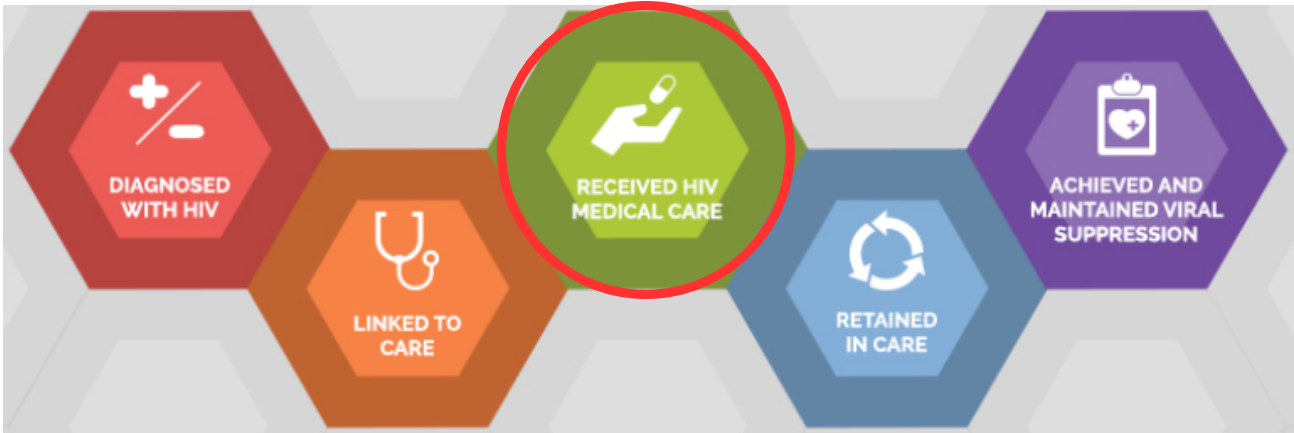 DIAGNOSED
WITH HIV
LINKED TO
CARE
RECEIVED HIV
MEDICAL CARE
RETAINED
IN CARE
ACHIEVED AND
MAINTAINED VIRAL
SUPPRESSION